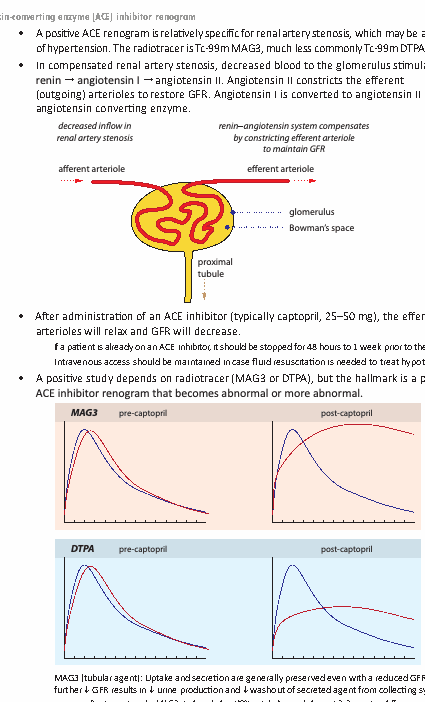 -converting enzyme (ACE) inhibitor renogram
• A positive ACE renogram is relatively specific for renal artery stenosis, which may be a
of hypertension. The radiotracer is Tc-99m MAG3, much less commonly Tc-99m DTPA
• In compensated renal artery stenosis, decreased blood to the glomerulus stimul
renin → angiotensin I → angiotensin II. Angiotensin II constricts the efferent
(outgoing) arterioles to restore GFR. Angiotensin I is converted to angiotensin II
angiotensin converting enzyme.
decreased inflow in
renal artery stenosis
renin–angiotensin system compensates
by constricting efferent arteriole
to maintain GFR
afferent arteriole
efferent arteriole
glomerulus
Bowman's space
proximal
tubule
• After administration of an ACE inhibitor (typically captopril, 25–50 mg), the effer
arterioles will relax and GFR will decrease.
If a patient is already on an ACE inhibitor, it should be stopped for 48 hours to 1 week prior to the
Intravenous access should be maintained in case fluid resuscitation is needed to treat hypot
• A positive study depends on radiotracer (MAG3 or DTPA), but the hallmark is a p
ACE inhibitor renogram that becomes abnormal or more abnormal.
MAG3 pre-captopril post-captopril
DTPA pre-captopril post-captopril
MAG3 (tubular agent): Uptake and secretion are generally preserved even with a reduced GFR
further ↓ GFR results in ↓ urine production and ↓ washout of secreted agent from collecting sy